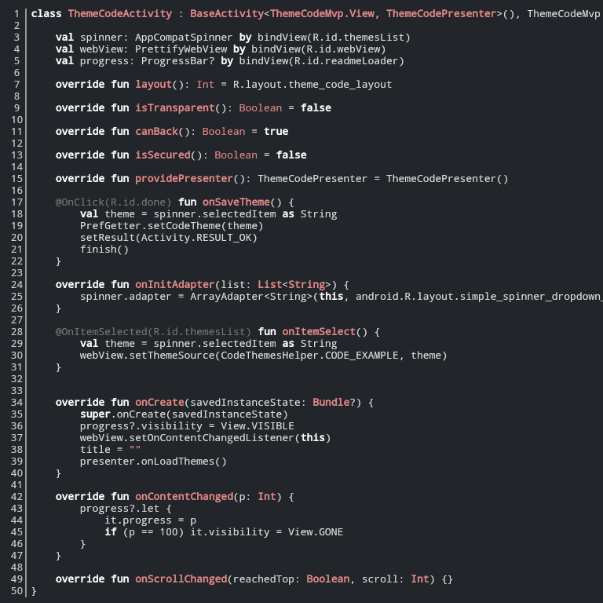 1 class ThemeCodeActivity : BaseActivity<ThemeCodeMvp.View, ThemeCodePresenter>(), ThemeCodeMvp
2
3     val spinner: AppCompatSpinner by bindView(R.id.themesList)
4     val webView: PrettifyWebView by bindView(R.id.webView)
5     val progress: ProgressBar? by bindView(R.id.readmeLoader)
6
7     override fun layout(): Int = R.layout.theme_code_layout
8
9     override fun isTransparent(): Boolean = false
10
11     override fun canBack(): Boolean = true
12
13     override fun isSecured(): Boolean = false
14
15     override fun providePresenter(): ThemeCodePresenter = ThemeCodePresenter()
16
17     @OnClick(R.id.done) fun onSaveTheme() {
18         val theme = spinner.selectedItem as String
19         PrefGetter.setCodeTheme(theme)
20         setResult(Activity.RESULT_OK)
21         finish()
22     }
23
24     override fun onInitAdapter(list: List<String>) {
25         spinner.adapter = ArrayAdapter<String>(this, android.R.layout.simple_spinner_dropdown_
26     }
27
28     @OnItemSelected(R.id.themesList) fun onItemSelect() {
29         val theme = spinner.selectedItem as String
30         webView.setThemeSource(CodeThemesHelper.CODE_EXAMPLE, theme)
31     }
32
33
34     override fun onCreate(savedInstanceState: Bundle?) {
35         super.onCreate(savedInstanceState)
36         progress?.visibility = View.VISIBLE
37         webView.setOnContentChangedListener(this)
38         title = ""
39         presenter.onLoadThemes()
40     }
41
42     override fun onContentChanged(p: Int) {
43         progress?.let {
44             it.progress = p
45             if (p == 100) it.visibility = View.GONE
46         }
47     }
48
49     override fun onScrollChanged(reachedTop: Boolean, scroll: Int) {}
50 }